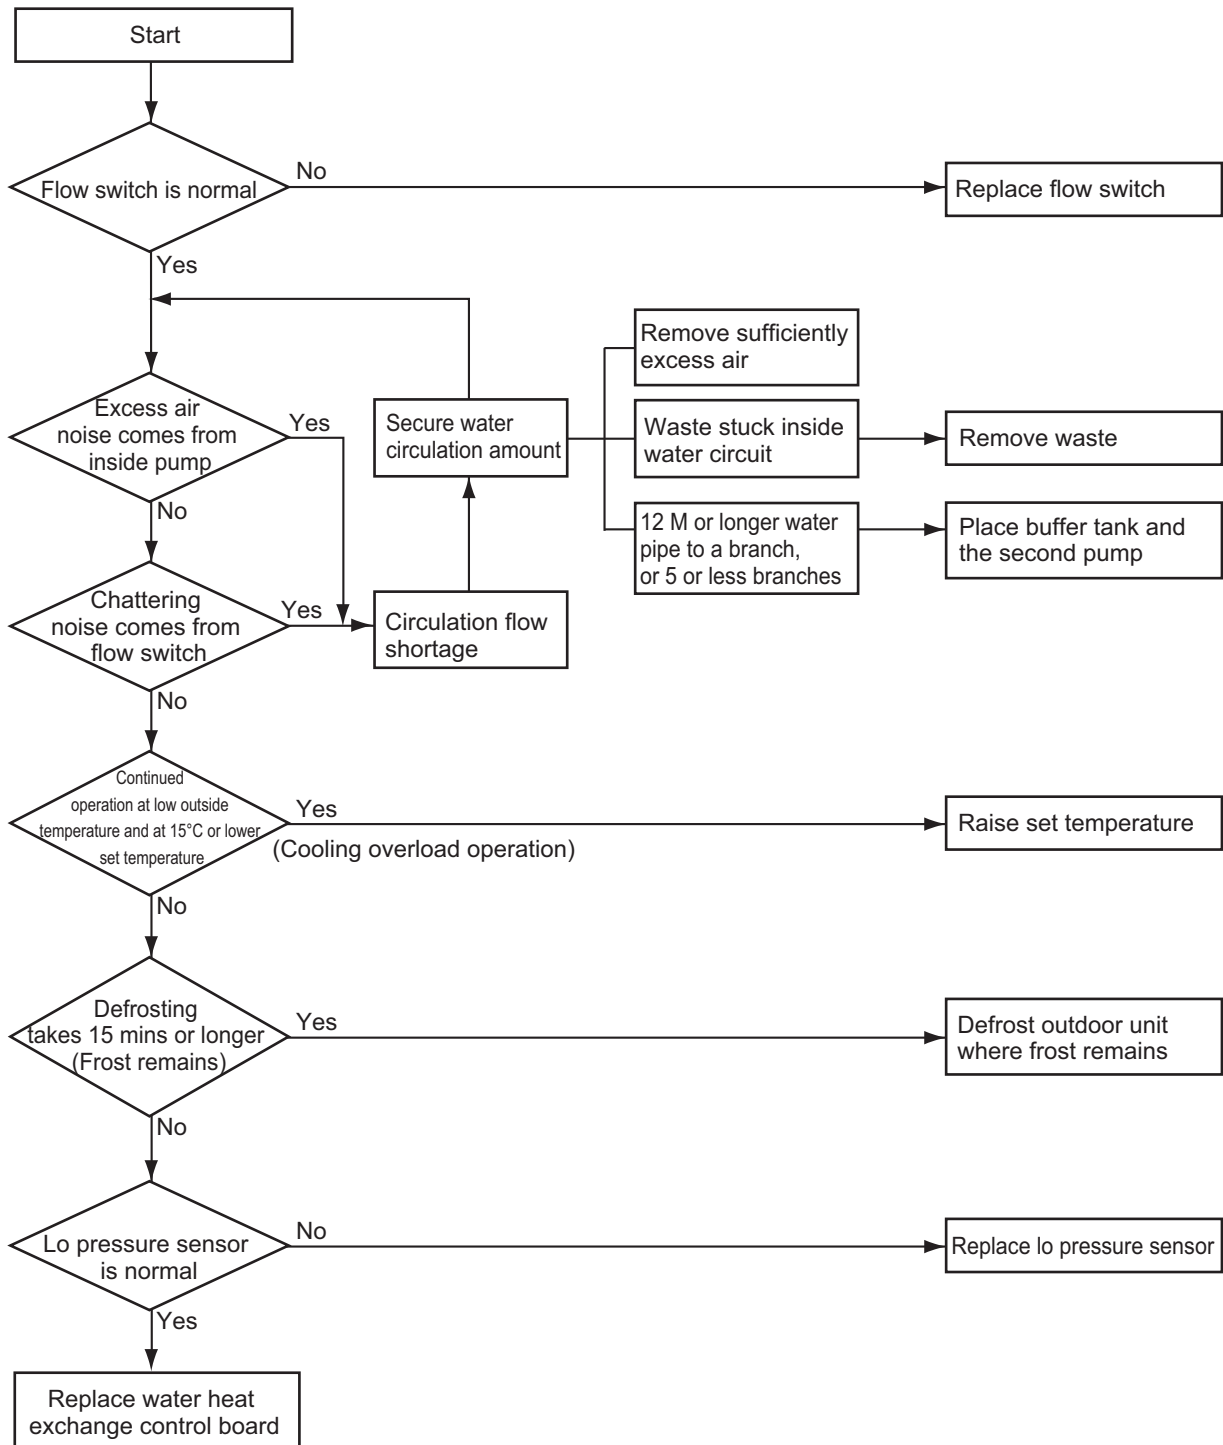 Start
Flow switch is normal
No
Replace flow switch
Yes
Excess air
noise comes from
inside pump
Yes
No
Secure water
circulation amount
Remove sufficiently
excess air
Waste stuck inside
water circuit
Remove waste
12 M or longer water
pipe to a branch,
or 5 or less branches
Place buffer tank and
the second pump
Chattering
noise comes from
flow switch
Yes
Circulation flow
shortage
No
Continued
operation at low outside
temperature and at 15°C or lower
set temperature
Yes
(Cooling overload operation)
Raise set temperature
No
Defrosting
takes 15 mins or longer
(Frost remains)
Yes
Defrost outdoor unit
where frost remains
No
Lo pressure sensor
is normal
No
Replace lo pressure sensor
Yes
Replace water heat
exchange control board